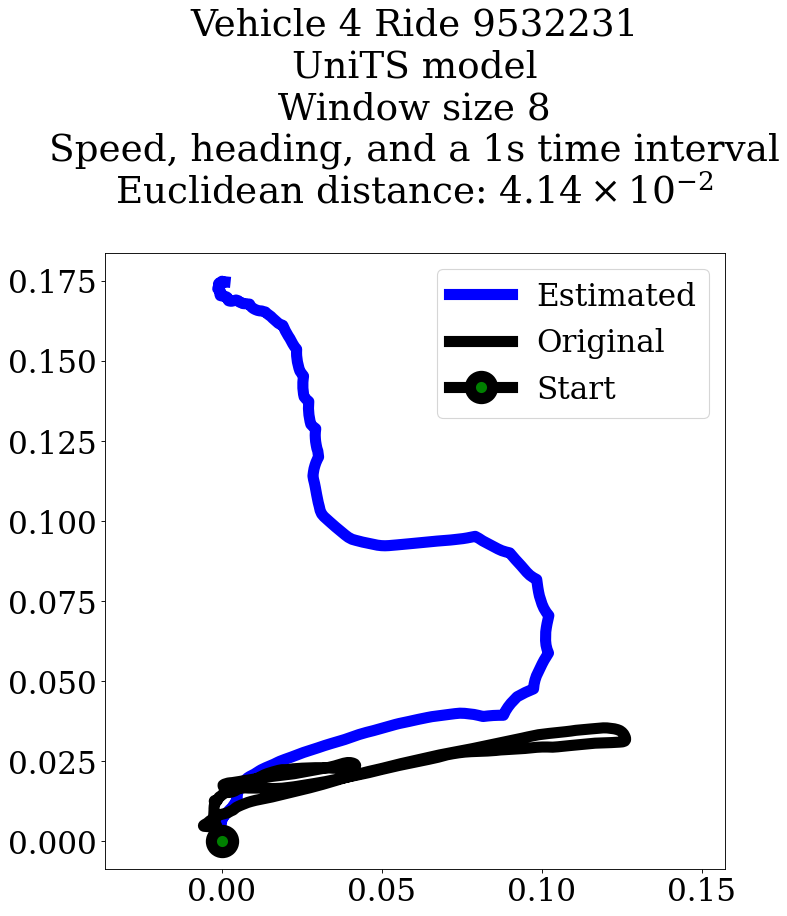 Vehicle 4 Ride 9532231
UniTS model
Window size 8
Speed, heading, and a 1s time interval
Euclidean distance: 4.14 × 10⁻²
Estimated
Original
Start
0.175
0.150
0.125
0.100
0.075
0.050
0.025
0.000
0.00 0.05 0.10 0.15